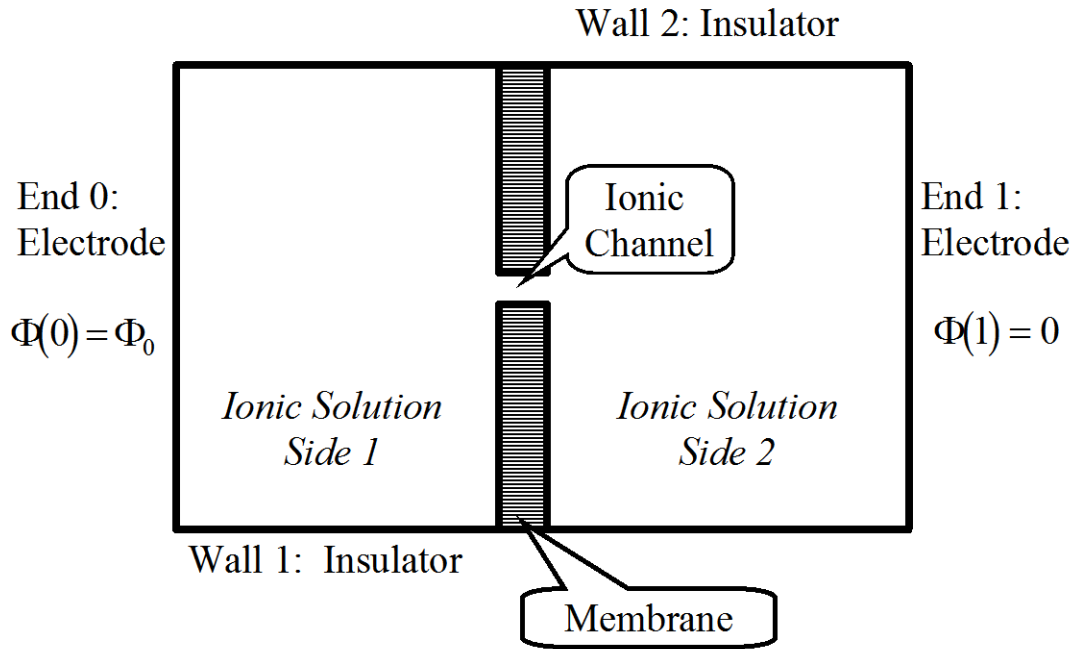 Wall 2: Insulator
End 0:
Electrode
Φ(0) = Φ₀
Ionic
Channel
End 1:
Electrode
Φ(1) = 0
Ionic Solution
Side 1
Ionic Solution
Side 2
Wall 1: Insulator
Membrane